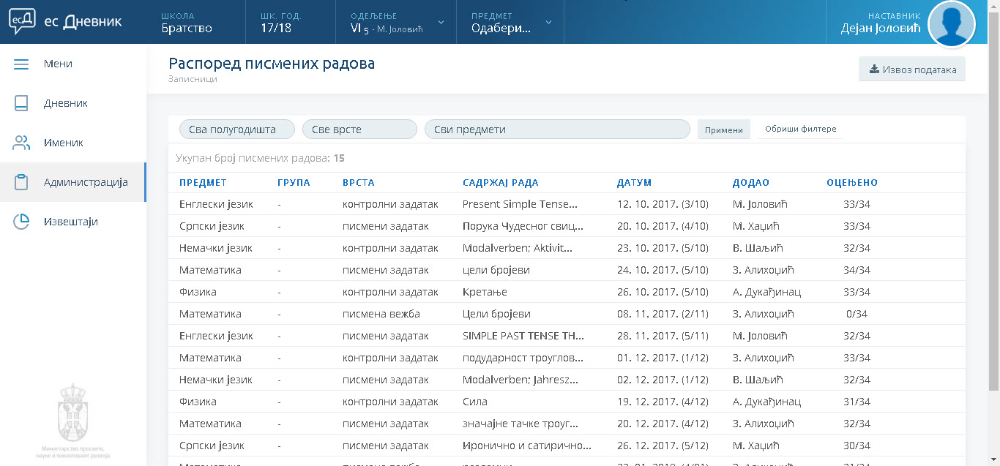 есД ес Дневник
ШКОЛА
Братство
ШК. ГОД.
17/18
ОДЕЉЕЊЕ
VI 5 - М. Јоловић
ПРЕДМЕТ
Одабери...
НАСТАВНИК
Дејан Јоловић
Мени
Дневник
Именик
Администрација
Извештаји
Министарство просвете,
науке и технолошког развоја
Распоред писмених радова
Записници
Извоз података
Сва полугодишта Све врсте Сви предмети Примени Обриши филтере
Укупан број писмених радова: 15
ПРЕДМЕТ ГРУПА ВРСТА САДРЖАЈ РАДА ДАТУМ ДОДАО ОЦЕЊЕНО
Енглески језик - контролни задатак Present Simple Tense... 12. 10. 2017. (3/10) М. Јоловић 33/34
Српски језик - писмени задатак Порука Чудесног свиц... 20. 10. 2017. (4/10) М. Хаџић 33/34
Немачки језик - контролни задатак Modalverben; Aktivit... 23. 10. 2017. (5/10) В. Шаљић 32/34
Математика - писмени задатак цели бројеви 24. 10. 2017. (5/10) З. Алихоџић 34/34
Физика - контролни задатак Кретање 26. 10. 2017. (5/10) А. Дукађинац 33/34
Математика - писмена вежба Цели бројеви 08. 11. 2017. (2/11) З. Алихоџић 0/34
Енглески језик - писмени задатак SIMPLE PAST TENSE TH... 28. 11. 2017. (5/11) М. Јоловић 32/34
Математика - контролни задатак подударност троуглов... 01. 12. 2017. (1/12) З. Алихоџић 33/34
Немачки језик - писмени задатак Modalverben; Jahresz... 02. 12. 2017. (1/12) В. Шаљић 32/34
Физика - контролни задатак Сила 19. 12. 2017. (4/12) А. Дукађинац 31/34
Математика - писмени задатак значајне тачке троуг... 20. 12. 2017. (4/12) З. Алихоџић 32/34
Српски језик - писмени задатак Иронично и сатирично... 26. 12. 2017. (5/12) М. Хаџић 30/34